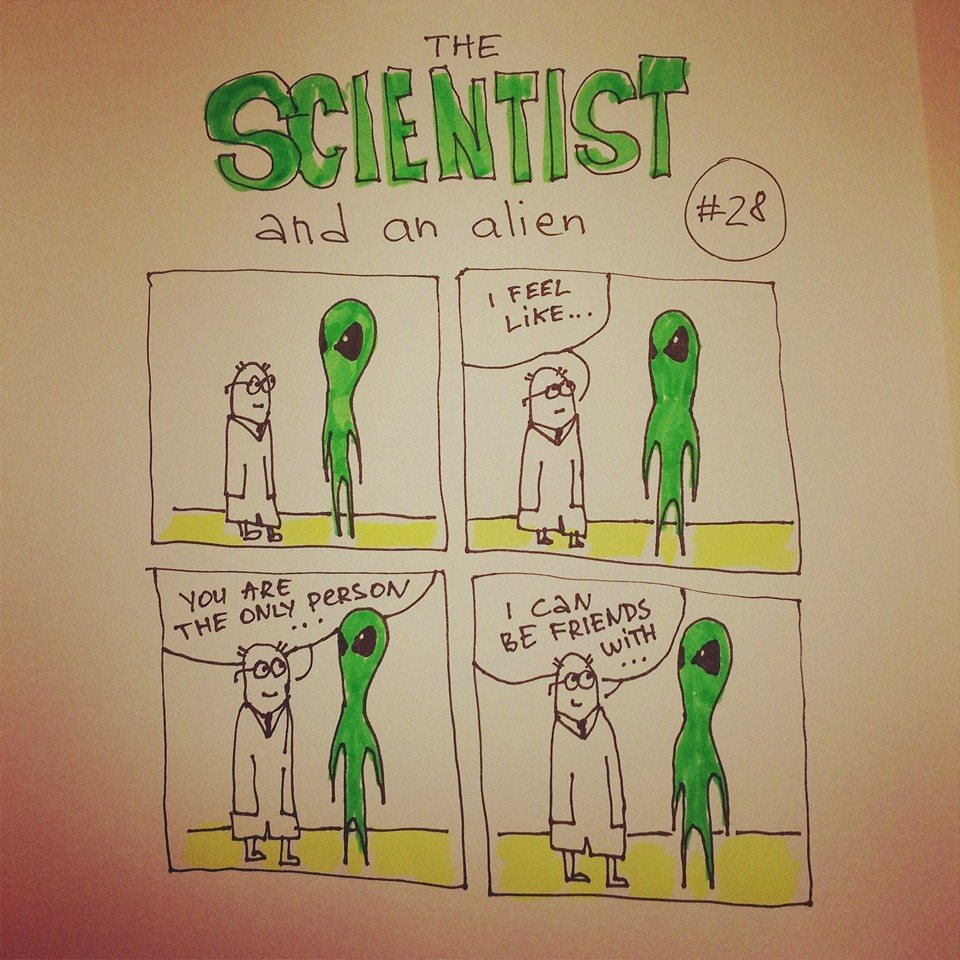 THE
SCIENTIST
and an alien
#28
I FEEL
LiKE...
YOU ARE
THE ONLY PERSON
...
I CAN
BE FRIENDS
WITH
...